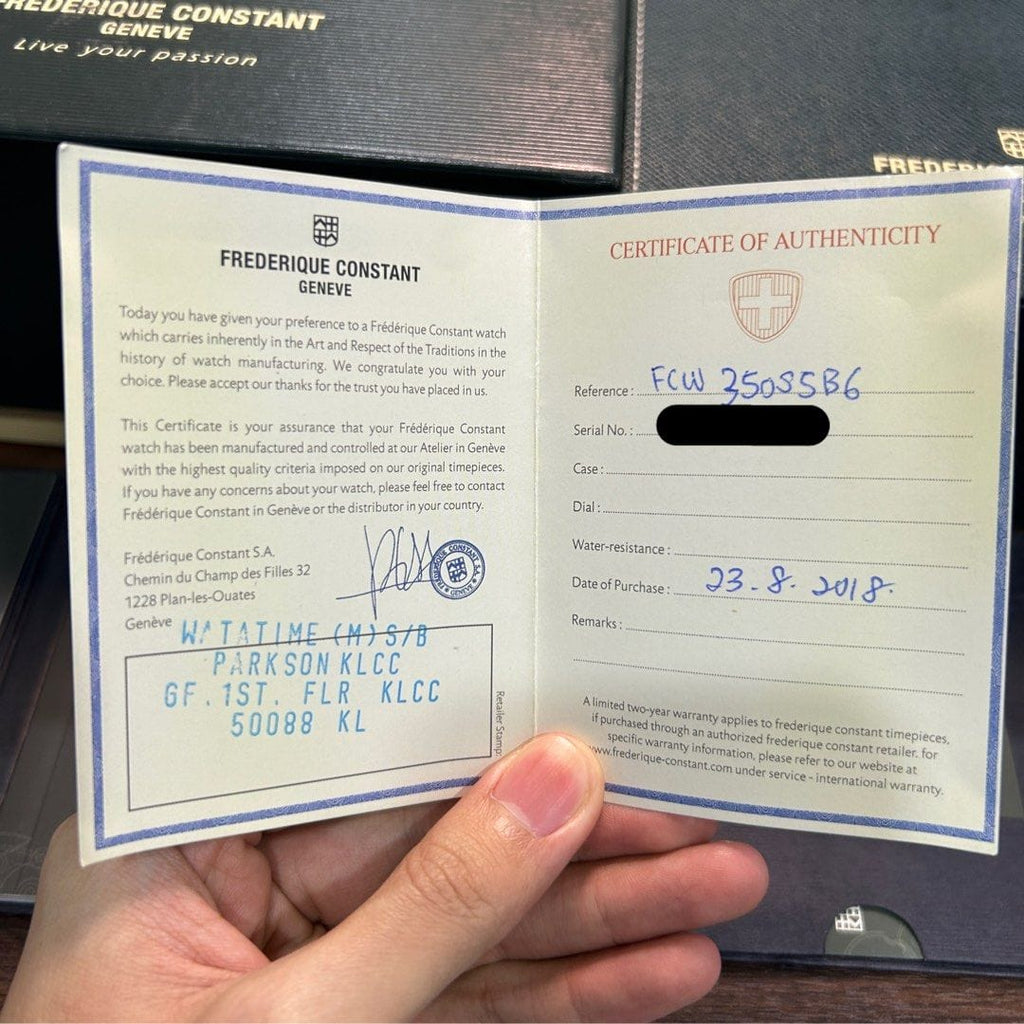 FREDERIQUE CONSTANT
GENEVE
Live your passion
FREDERIQUE CONSTANT
GENEVE
Today you have given your preference to a Frédérique Constant watch
which carries inherently in the Art and Respect of the Traditions in the
history of watch manufacturing. We congratulate you with your
choice. Please accept our thanks for the trust you have placed in us.
This Certificate is your assurance that your Frédérique Constant
watch has been manufactured and controlled at our Atelier in Genève
with the highest quality criteria imposed on our original timepieces.
If you have any concerns about your watch, please feel free to contact
Frédérique Constant in Genève or the distributor in your country.
Frédérique Constant S.A.
Chemin du Champ des Filles 32
1228 Plan-les-Ouates
Genève
WATATIME (M) S/B
PARKSON KLCC
GF. 1ST. FLR KLCC
50088 KL
Retailer Stamp:
CERTIFICATE OF AUTHENTICITY
Reference: FCW 350S5B6
Serial No.:
Case:
Dial:
Water-resistance:
Date of Purchase: 23.8.2018.
Remarks:
A limited two-year warranty applies to frederique constant timepieces,
if purchased through an authorized frederique constant retailer. for
specific warranty information, please refer to our website at
www.frederique-constant.com under service - international warranty.